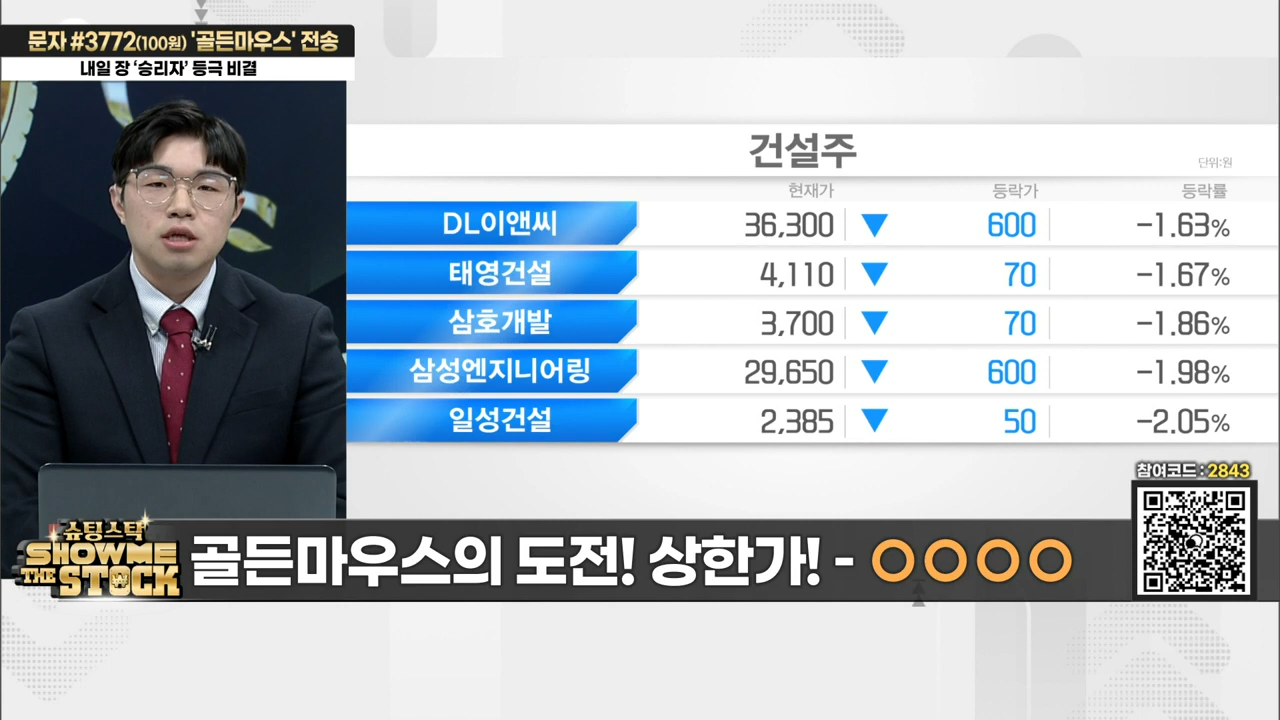 문자 #3772(100원) '골든마우스' 전송
내일 장 '승리자' 등극 비결
건설주
단위:원
현재가 등락가 등락률
DL이앤씨 36,300 ▼ 600 -1.63%
태영건설 4,110 ▼ 70 -1.67%
삼호개발 3,700 ▼ 70 -1.86%
삼성엔지니어링 29,650 ▼ 600 -1.98%
일성건설 2,385 ▼ 50 -2.05%
참여코드 : 2843
슈팅스탁
SHOW ME
THE STOCK
골든마우스의 도전! 상한가! - ○○○○